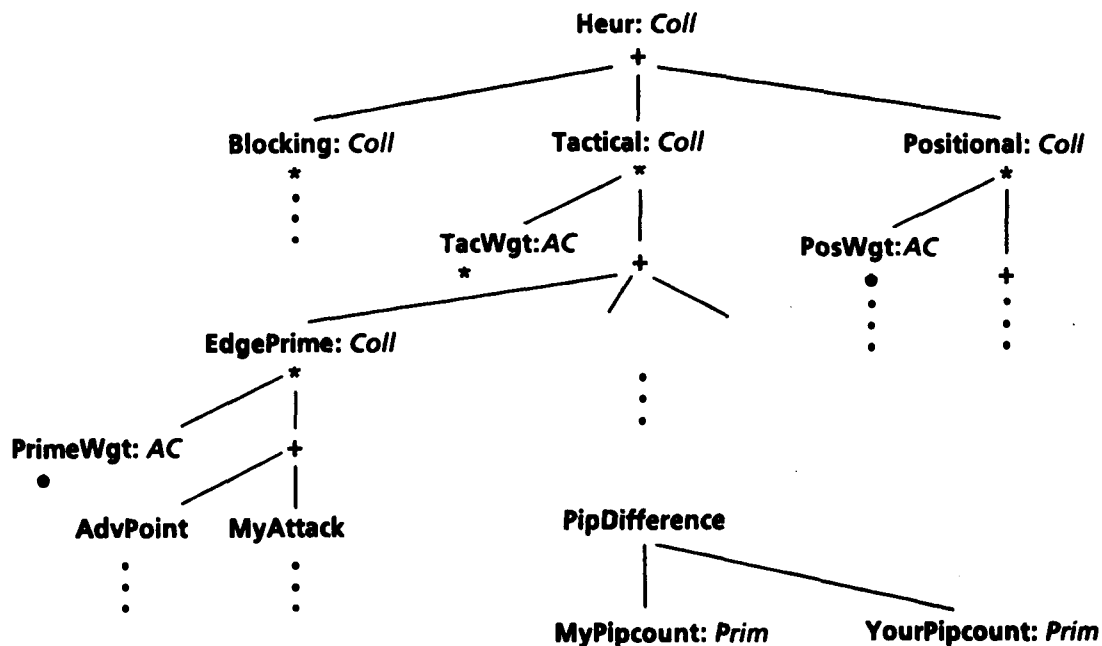 Heur: Coll
+
Blocking: Coll Tactical: Coll Positional: Coll
* * *
TacWgt:AC PosWgt:AC
* + +
EdgePrime: Coll
*
PrimeWgt: AC +
AdvPoint MyAttack PipDifference
MyPipcount: Prim YourPipcount: Prim